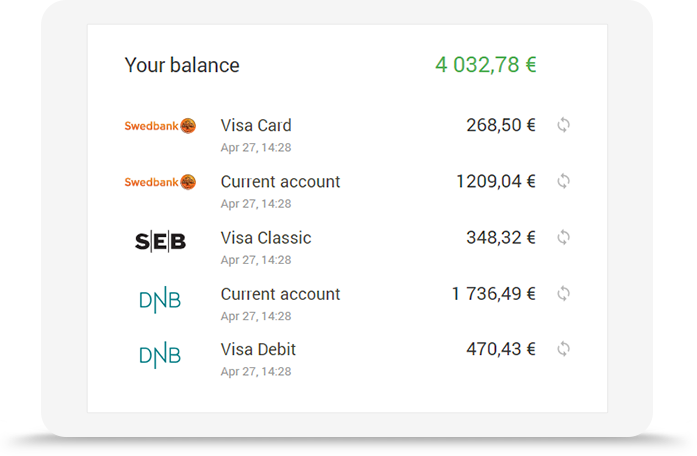 Your balance 4 032,78 €
Swedbank Visa Card 268,50 €
Apr 27, 14:28
Swedbank Current account 1209,04 €
Apr 27, 14:28
SEB Visa Classic 348,32 €
Apr 27, 14:28
DNB Current account 1 736,49 €
Apr 27, 14:28
DNB Visa Debit 470,43 €
Apr 27, 14:28